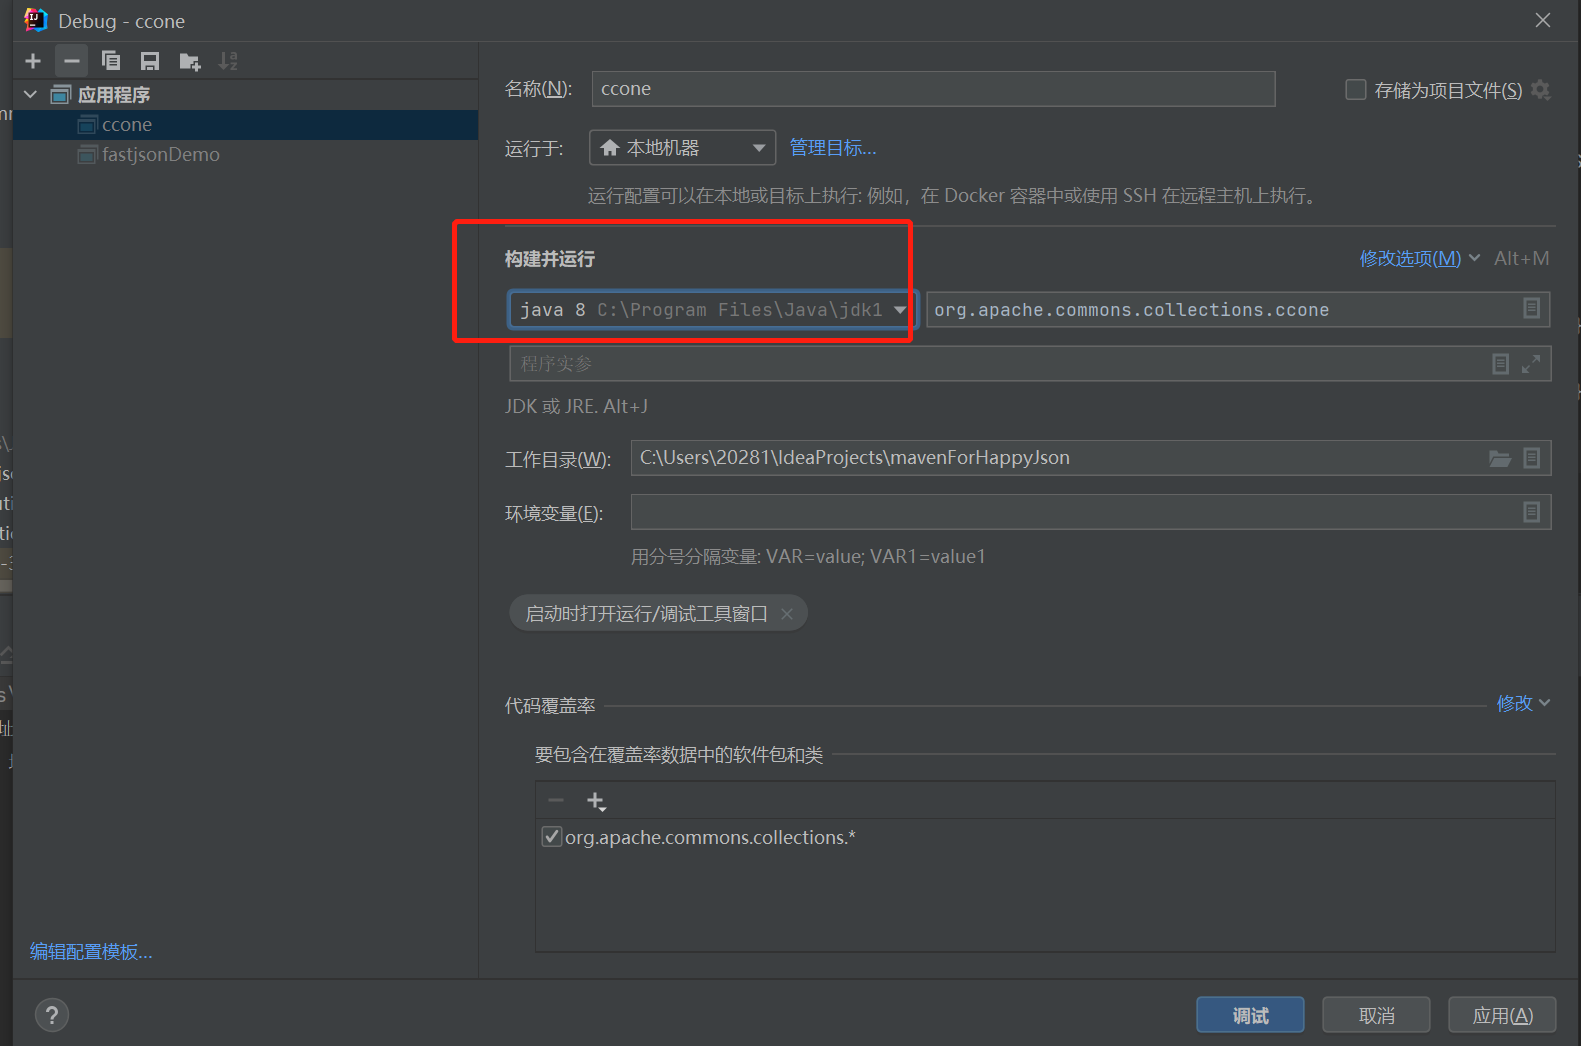 Debug - ccone
应用程序
ccone
fastjsonDemo
名称(N):
ccone
存储为项目文件(S)
运行于:
本地机器
管理目标...
运行配置可以在本地或目标上执行: 例如，在 Docker 容器中或使用 SSH 在远程主机上执行。
构建并运行
修改选项(M)
Alt+M
java 8 C:\Program Files\Java\jdk1
org.apache.commons.collections.ccone
程序实参
JDK 或 JRE. Alt+J
工作目录(W):
C:\Users\20281\IdeaProjects\mavenForHappyJson
环境变量(E):
用分号分隔变量: VAR=value; VAR1=value1
启动时打开运行/调试工具窗口
代码覆盖率
修改
要包含在覆盖率数据中的软件包和类
org.apache.commons.collections.*
编辑配置模板...
?
调试
取消
应用(A)